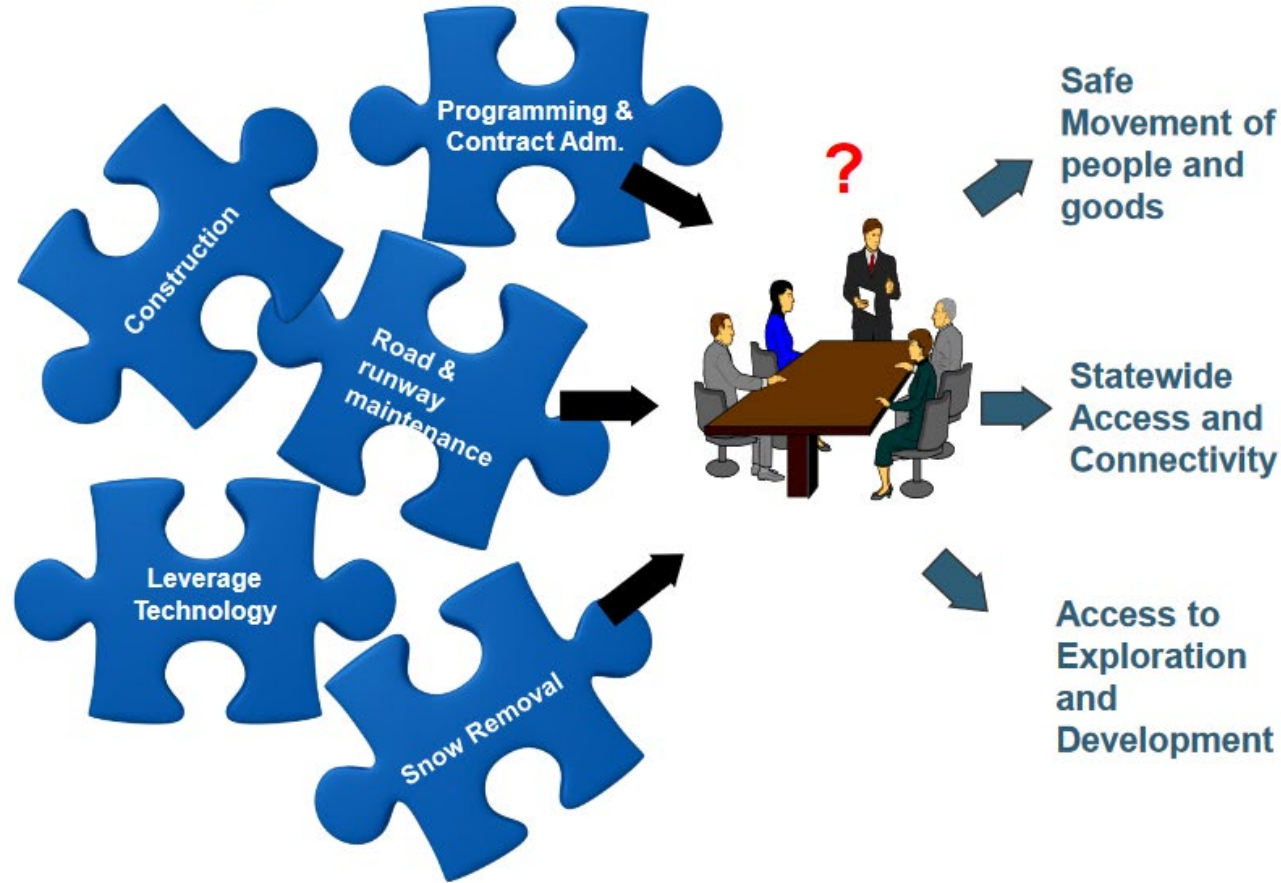 Programming &
Contract Adm.
Construction
Road &
runway
maintenance
Leverage
Technology
Snow Removal
?
Safe
Movement of
people and
goods
Statewide
Access and
Connectivity
Access to
Exploration
and
Development